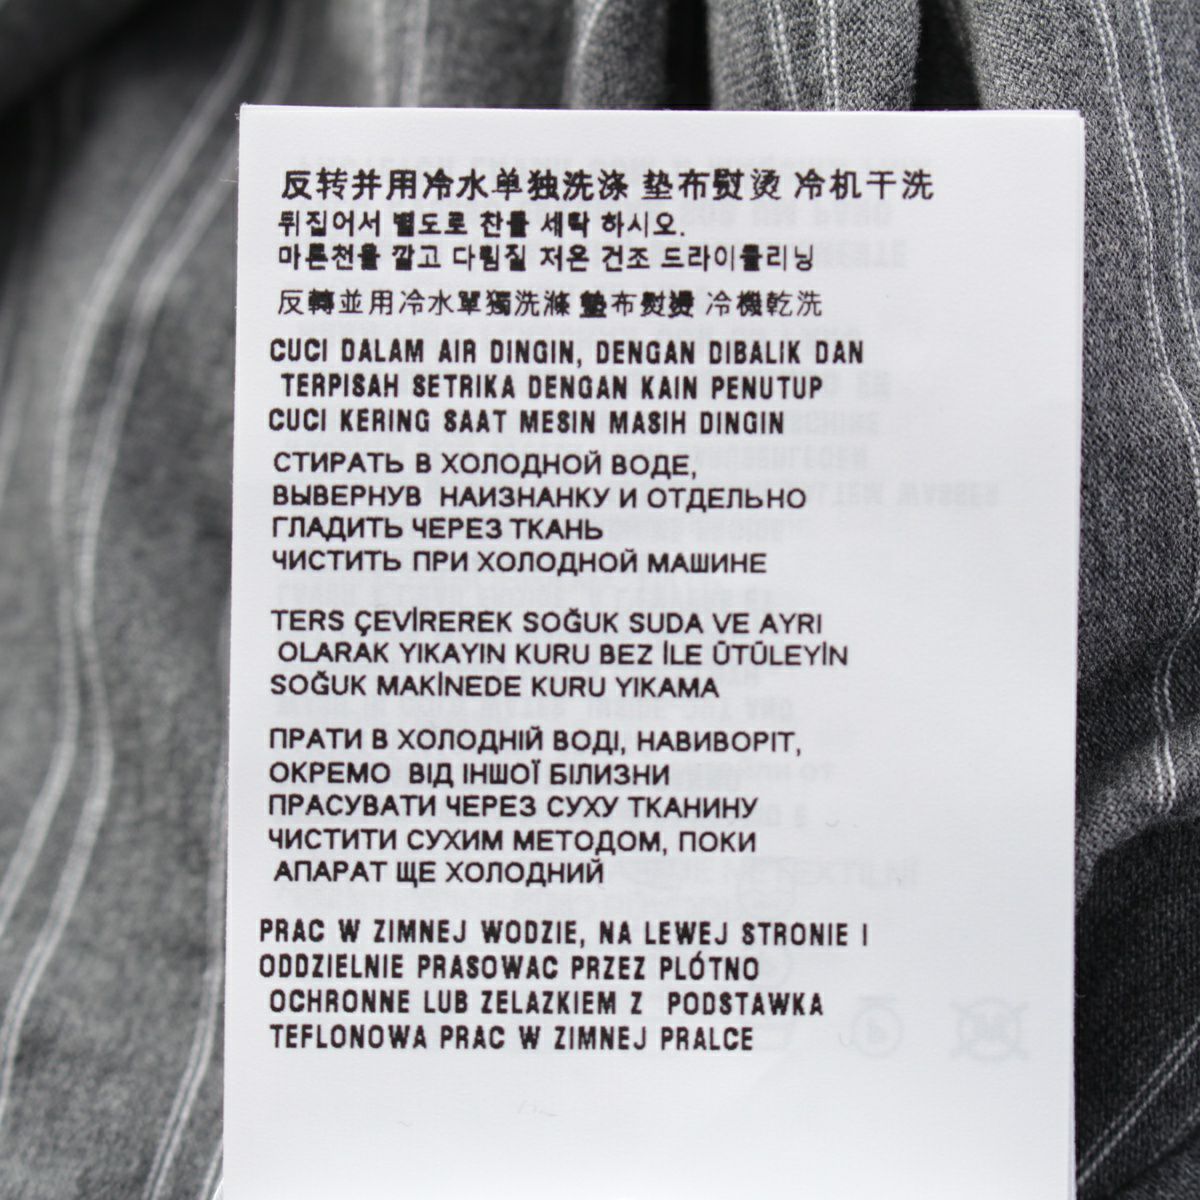 反转并用冷水单独洗涤 垫布熨烫 冷机干洗
뒤집어서 별도로 찬물 세탁 하시오.
마른천을 깔고 다림질 저온 건조 드라이클리닝
反轉並用冷水單獨洗滌 墊布熨燙 冷機乾洗
CUCI DALAM AIR DINGIN, DENGAN DIBALIK DAN
TERPISAH SETRIKA DENGAN KAIN PENUTUP
CUCI KERING SAAT MESIN MASIH DINGIN
СТИРАТЬ В ХОЛОДНОЙ ВОДЕ,
ВЫВЕРНУВ НАИЗНАНКУ И ОТДЕЛЬНО
ГЛАДИТЬ ЧЕРЕЗ ТКАНЬ
ЧИСТИТЬ ПРИ ХОЛОДНОЙ МАШИНЕ
TERS ÇEVİREREK SOĞUK SUDA VE AYRI
OLARAK YIKAYIN KURU BEZ İLE ÜTÜLEYİN
SOĞUK MAKİNEDE KURU YIKAMA
ПРАТИ В ХОЛОДНІЙ ВОДІ, НАВИВОРІТ,
ОКРЕМО ВІД ІНШОЇ БІЛИЗНИ
ПРАСУВАТИ ЧЕРЕЗ СУХУ ТКАНИНУ
ЧИСТИТИ СУХИМ МЕТОДОМ, ПОКИ
АПАРАТ ЩЕ ХОЛОДНИЙ
PRAC W ZIMNEJ WODZIE, NA LEWEJ STRONIE I
ODDZIELNIE PRASOWAC PRZEZ PLÓTNO
OCHRONNE LUB ZELAZKIEM Z PODSTAWKA
TEFLONOWA PRAC W ZIMNEJ PRALCE